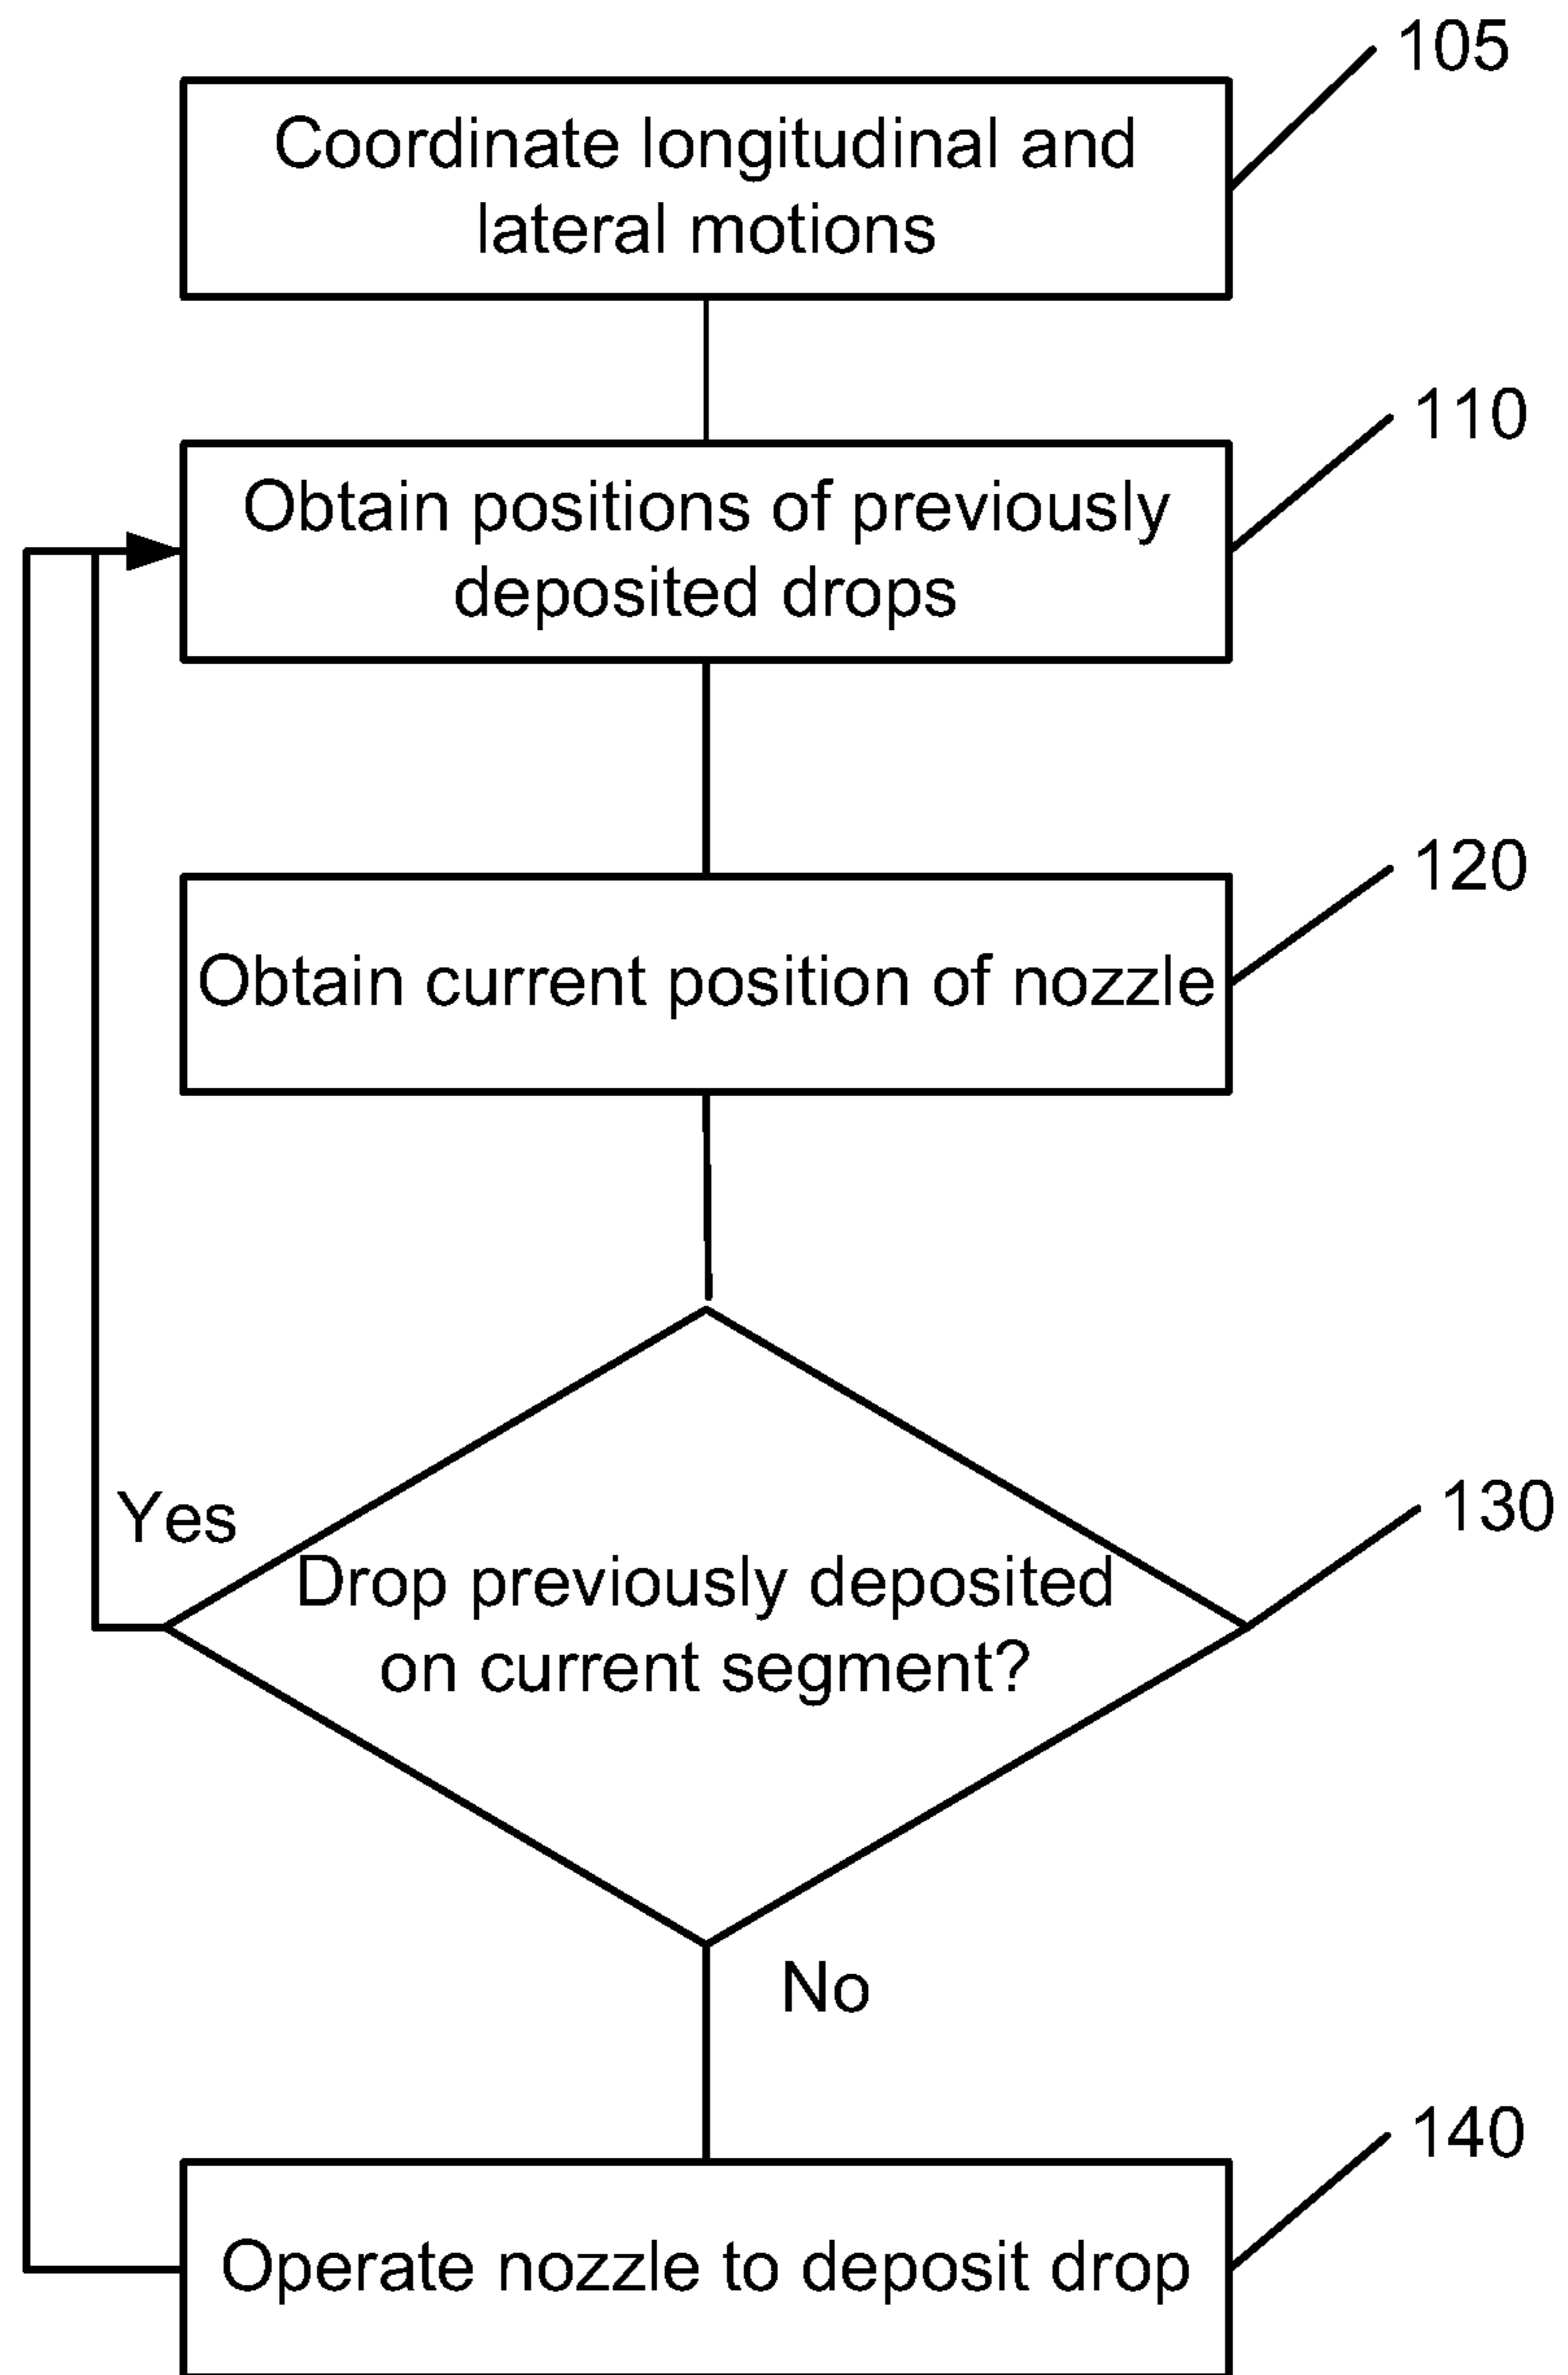 105
Coordinate longitudinal and
lateral motions
110
Obtain positions of previously
deposited drops
120
Obtain current position of nozzle
130
Yes
Drop previously deposited
on current segment?
No
140
Operate nozzle to deposit drop